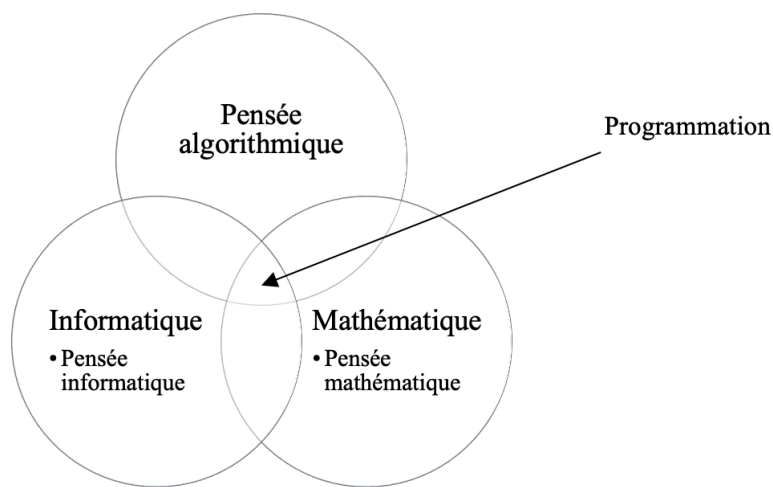 Pensée
algorithmique
Programmation
Informatique
• Pensée
informatique
Mathématique
• Pensée
mathématique